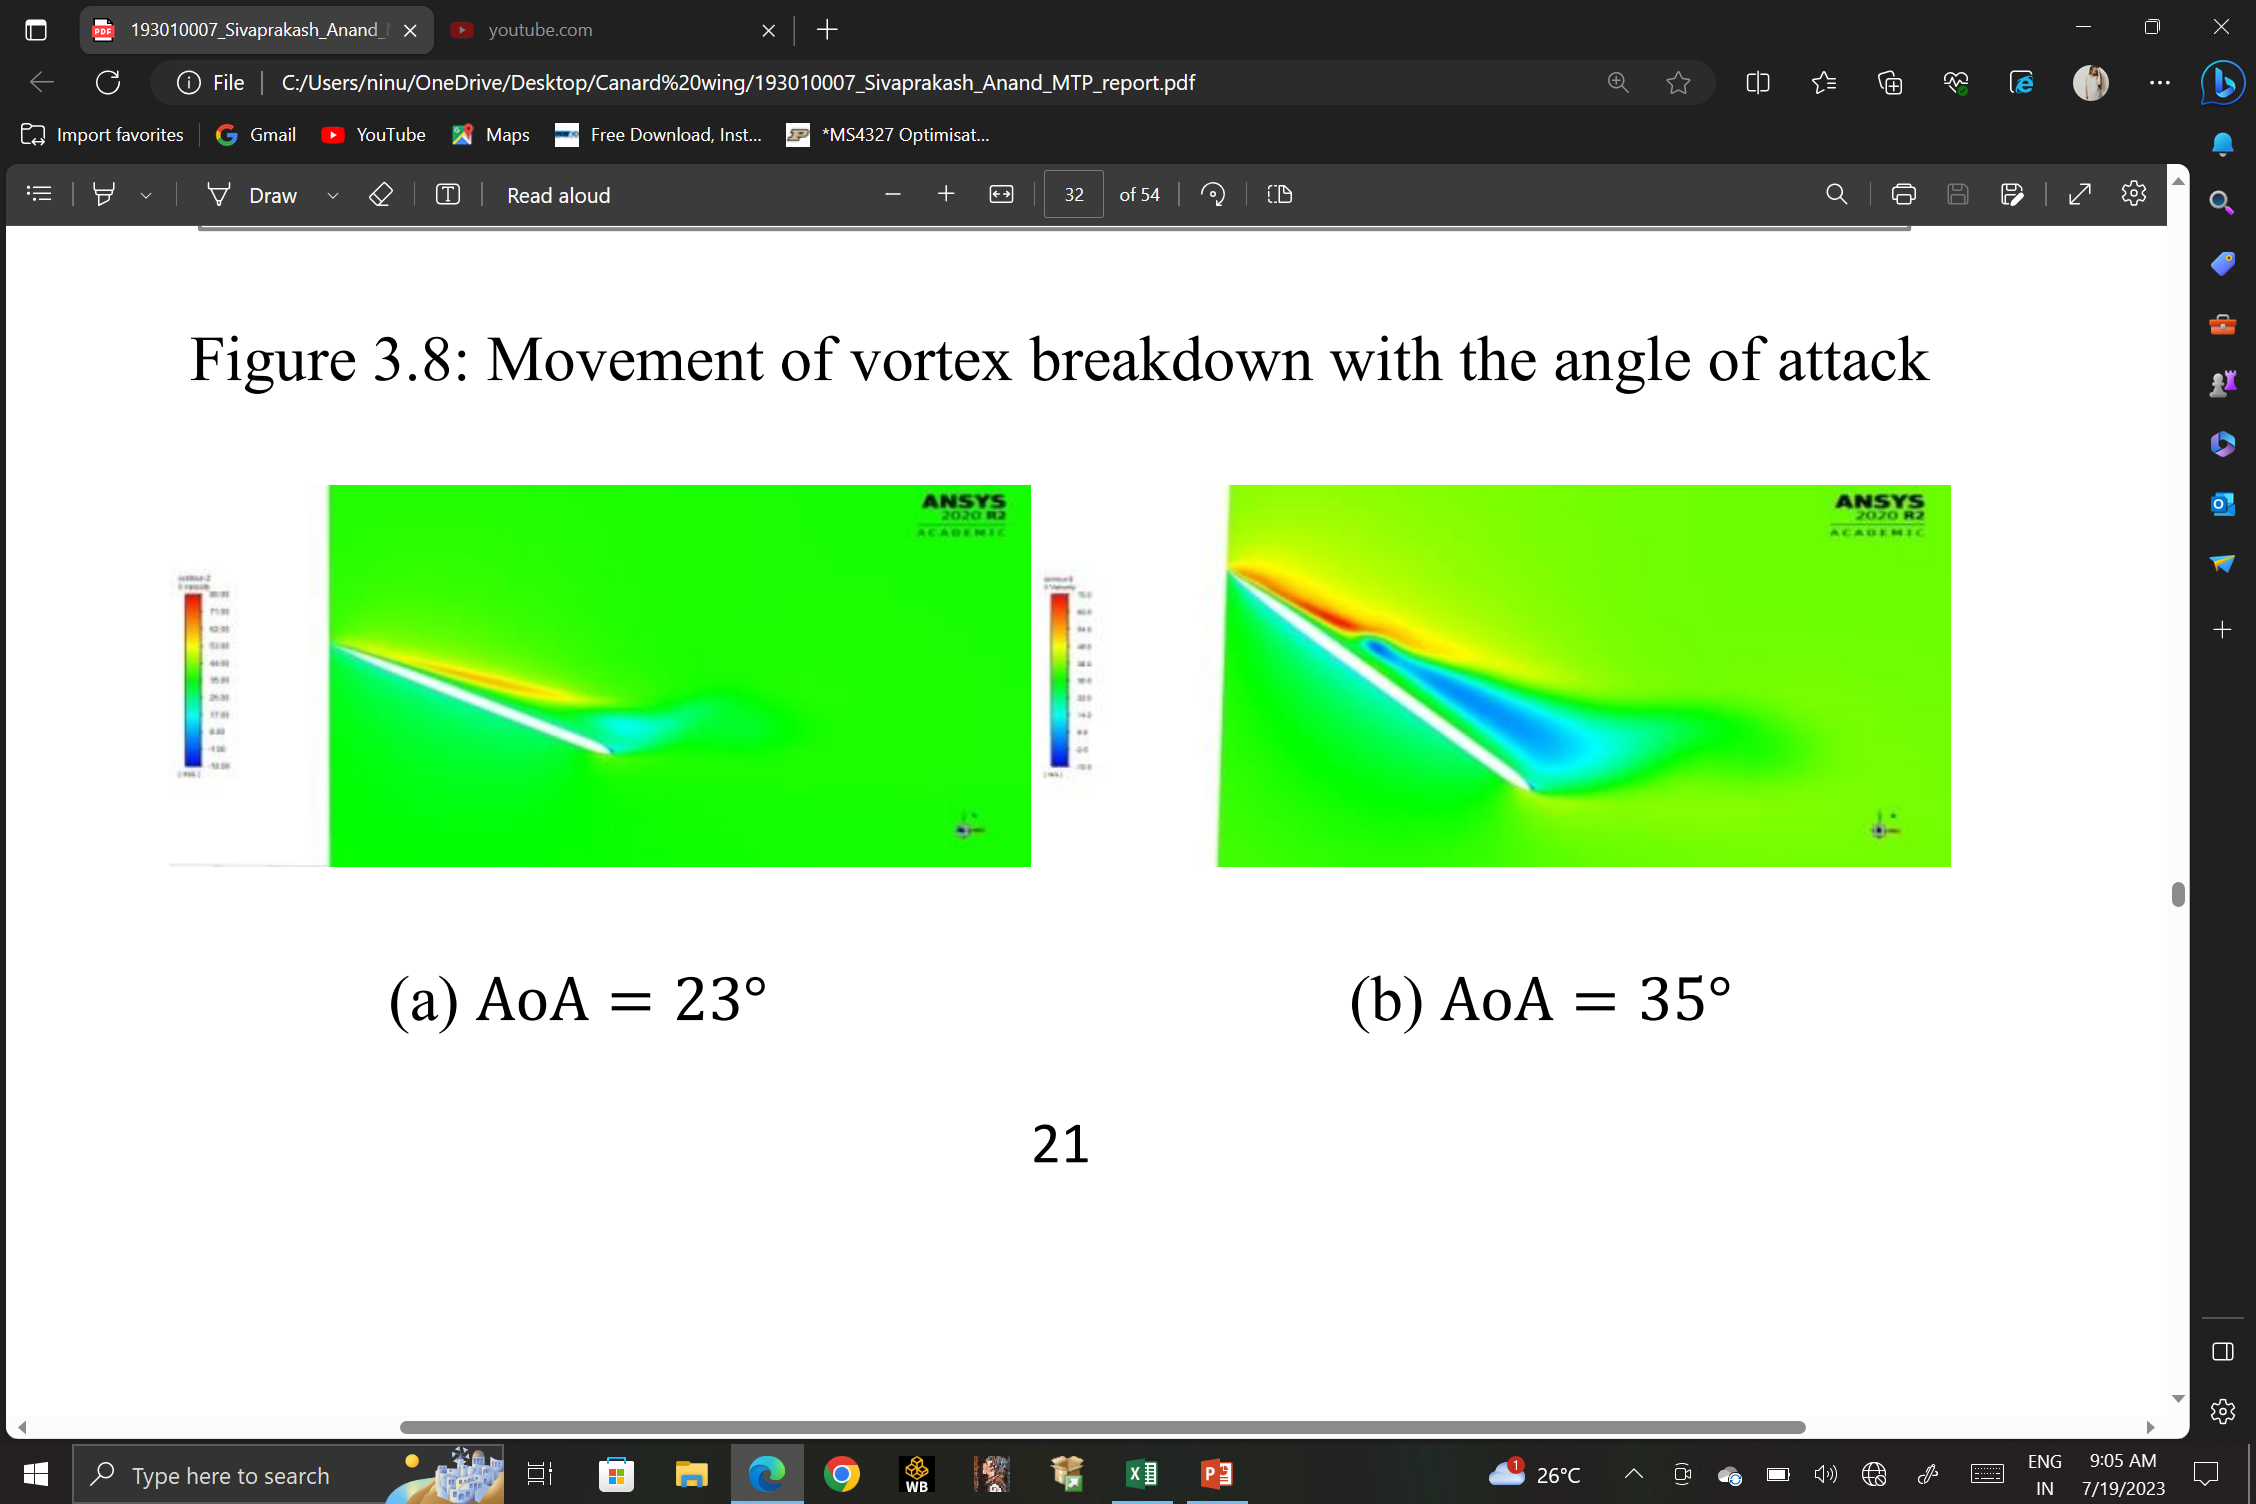 193010007_Sivaprakash_Anand_
youtube.com
File
C:/Users/ninu/OneDrive/Desktop/Canard%20wing/193010007_Sivaprakash_Anand_MTP_report.pdf
Import favorites
Gmail
YouTube
Maps
Free Download, Inst...
*MS4327 Optimisat...
Draw
Read aloud
32
of 54
Figure 3.8: Movement of vortex breakdown with the angle of attack
ANSYS
2020 R2
ACADEMIC
ANSYS
2020 R2
ACADEMIC
(a) AoA = 23°
(b) AoA = 35°
21
Type here to search
WB
1
26°C
ENG
IN
9:05 AM
7/19/2023